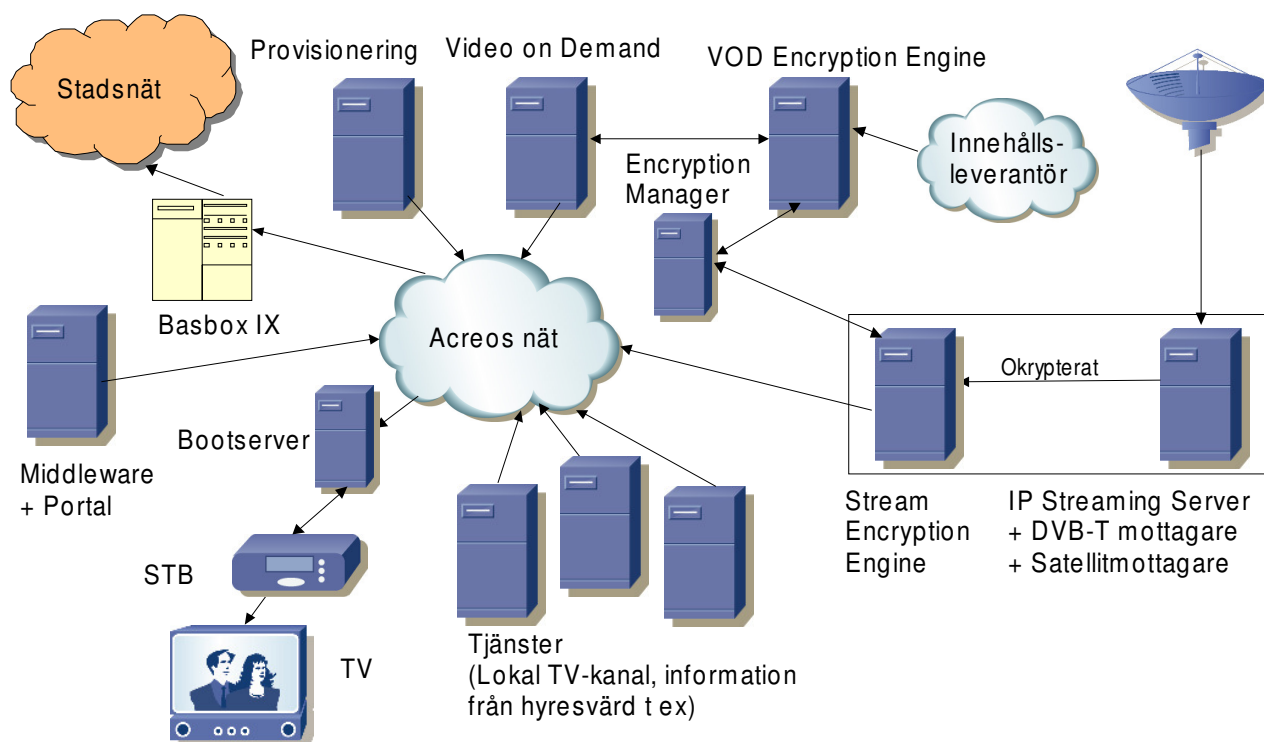 Provisionering
Video on Demand
VOD Encryption Engine
Stadsnät
Innehålls-
leverantör
Encryption
Manager
Basbox IX
Acreos nät
Okrypterat
Bootserver
Middleware
+ Portal
Stream
Encryption
Engine
IP Streaming Server
+ DVB-T mottagare
+ Satellitmottagare
STB
TV
Tjänster
(Lokal TV-kanal, information
från hyresvärd t ex)